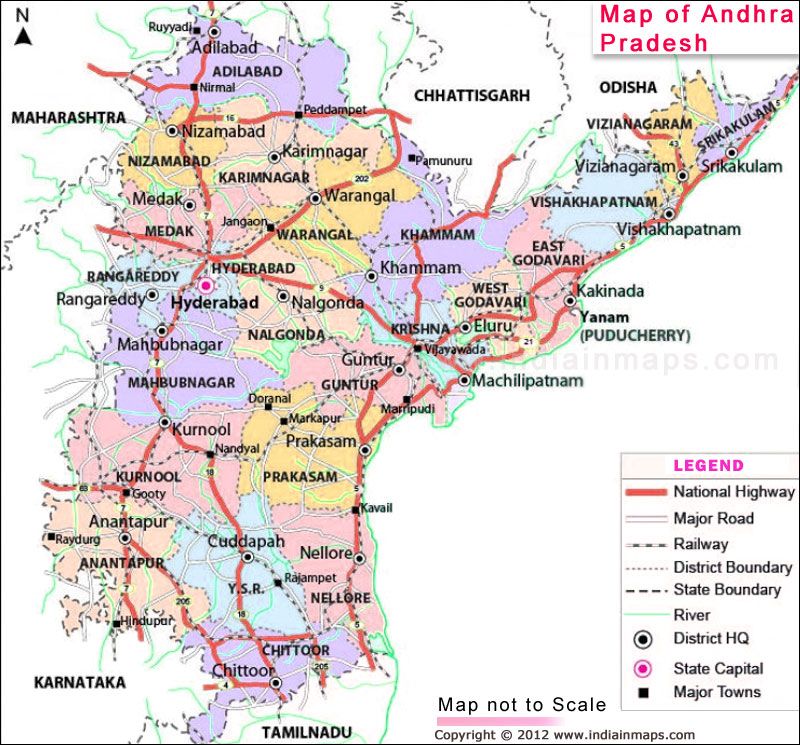 Map of Andhra
Pradesh
N
Ruyyadi
Adilabad
ADILABAD
Nirmal
MAHARASHTRA
CHHATTISGARH
ODISHA
Peddampet
16
Nizamabad
NIZAMABAD
Karimnagar
KARIMNAGAR
Pamunuru
VIZIANAGARAM
SRIKAKULAM
5
43
Vizianagaram
Srikakulam
202
Medak
MEDAK
7
Warangal
Jangaon
WARANGAL
VISHAKHAPATNAM
Vishakhapatnam
KHAMMAM
Khammam
EAST
GODAVARI
5
HYDERABAD
RANGAREDDY
Rangareddy
Hyderabad
9
Nalgonda
NALGONDA
WEST
GODAVARI
Kakinada
Yanam
(PUDUCHERRY)
KRISHNA
Eluru
Vijayawada
21
Mahbubnagar
MAHBUBNAGAR
7
Guntur
GUNTUR
Machilipatnam
indiainmaps.com
Marripudi
Doranal
Markapur
Kurnool
KURNOOL
Nandyal
18
Prakasam
PRAKASAM
5
63
Gooty
7
Kavail
Anantapur
ANANTAPUR
Raydurg
7
205
Hindupur
Cuddapah
Y.S.R.
Rajampet
18
Nellore
NELLORE
5
CHITTOOR
Chittoor
205
4
KARNATAKA
TAMILNADU
LEGEND
National Highway
Major Road
Railway
District Boundary
State Boundary
River
District HQ
State Capital
Major Towns
Map not to Scale
Copyright © 2012 www.indiainmaps.com